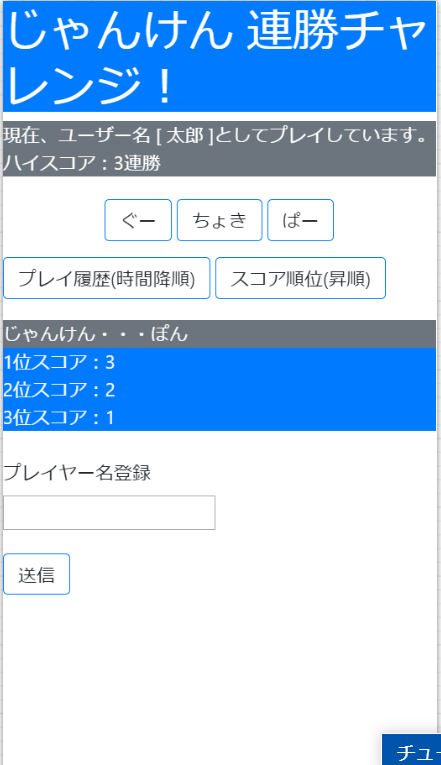 じゃんけん 連勝チャ
レンジ！
現在、ユーザー名 [ 太郎 ]としてプレイしています。
ハイスコア：3連勝
ぐー ちょき ぱー
プレイ履歴(時間降順) スコア順位(昇順)
じゃんけん・・・ぽん
1位スコア：3
2位スコア：2
3位スコア：1
プレイヤー名登録
送信
チュー